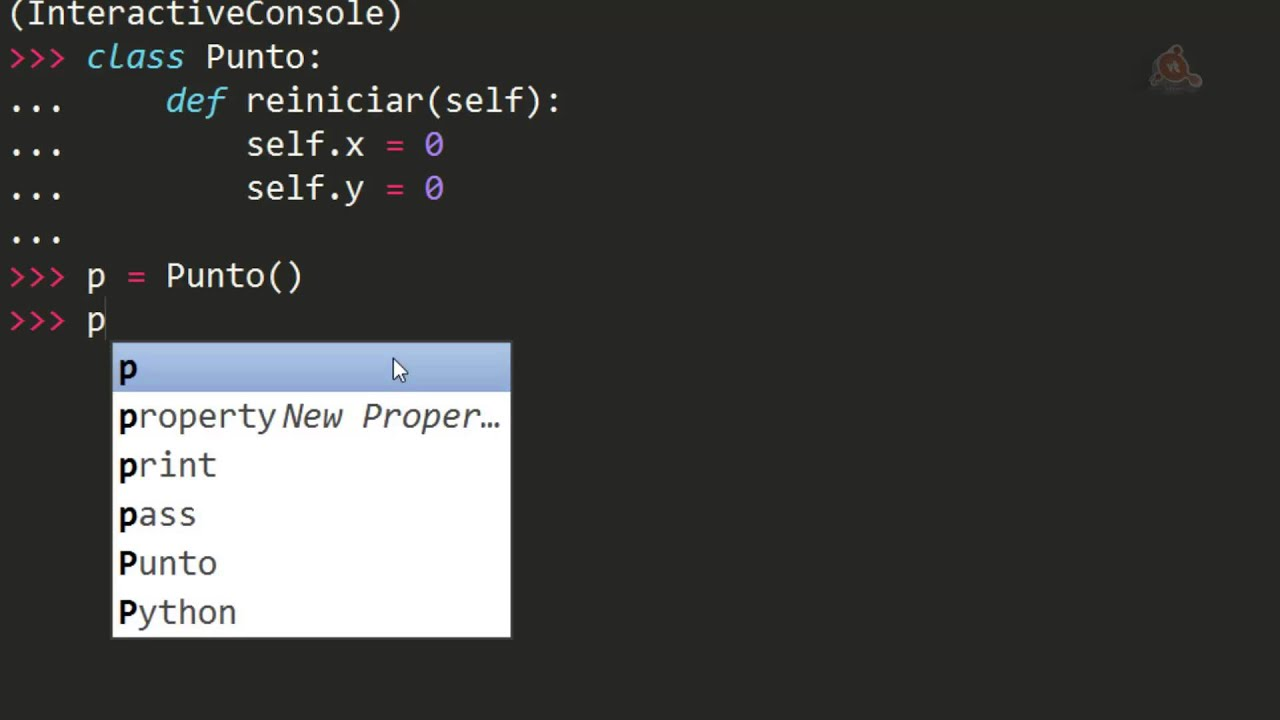 (InteractiveConsole)
>>> class Punto:
...     def reiniciar(self):
...         self.x = 0
...         self.y = 0
...
>>> p = Punto()
>>> p
p
property New Proper…
print
pass
Punto
Python